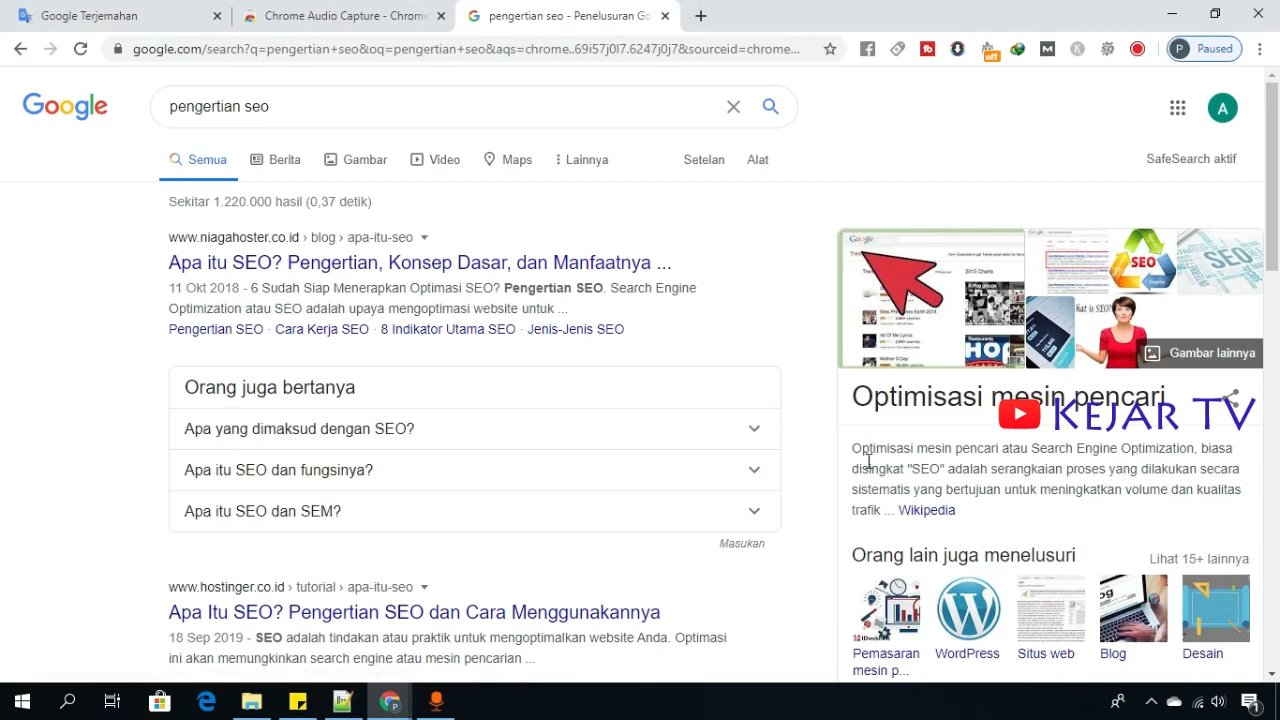 Google Terjemahan
Chrome Audio Capture - Chrome
pengertian seo - Penelusuran Go
google.com/search?q=pengertian+seo&oq=pengertian+seo&aqs=chrome..69i57j0l7.6247j0j7&sourceid=chrome...
off
P Paused
Google
pengertian seo
A
Semua
Berita
Gambar
Video
Maps
Lainnya
Setelan
Alat
SafeSearch aktif
Sekitar 1.220.000 hasil (0,37 detik)
www.niagahoster.co.id › blog › apa-itu-seo
Apa itu SEO? Pengertian, Konsep Dasar, dan Manfaatnya ...
11 Okt 2018 - 6 Sudah Siap Optimasi SEO? Pengertian SEO. Search Engine
Optimization atau SEO adalah upaya untuk ...
Pengertian SEO · Cara Kerja SEO · 8 Indikator SEO · Jenis-Jenis SEO
Orang juga bertanya
Apa yang dimaksud dengan SEO?
Apa itu SEO dan fungsinya?
Apa itu SEO dan SEM?
Masukan
www.hostinger.co.id › tutorial › apa-itu-seo
Apa Itu SEO? Pengertian SEO dan Cara Menggunakannya
2019 - SEO adalah atau praktik untuk mengoptimalkan website Anda. Optimasi
ini akan memungkinkan search engine atau mesin pencarian ...
Google
2013 Charts
SEO
Engine
what is SEO?
Gambar lainnya
Optimisasi mesin pencari
KEJAR TV
Optimisasi mesin pencari atau Search Engine Optimization, biasa
disingkat "SEO" adalah serangkaian proses yang dilakukan secara
sistematis yang bertujuan untuk meningkatkan volume dan kualitas
trafik ... Wikipedia
Orang lain juga menelusuri
Lihat 15+ lainnya
Pemasaran mesin p...
WordPress
Situs web
Blog
Desain